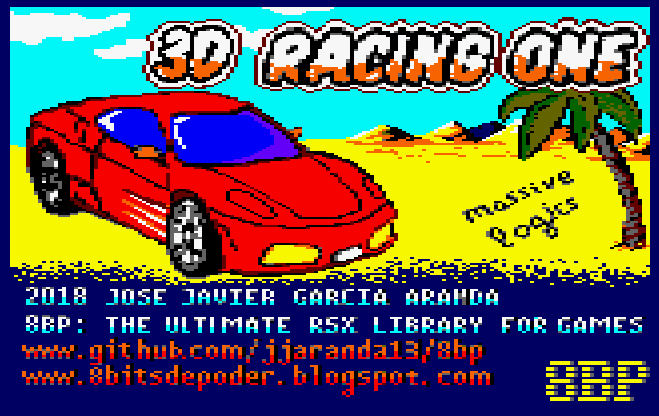 3D RACING ONE
massive
logics
2018 JOSE JAVIER GARCIA ARANDA
8BP: THE ULTIMATE RSX LIBRARY FOR GAMES
www.github.com/jjaranda13/8bp
www.8bitsdepoder.blogspot.com
8BP